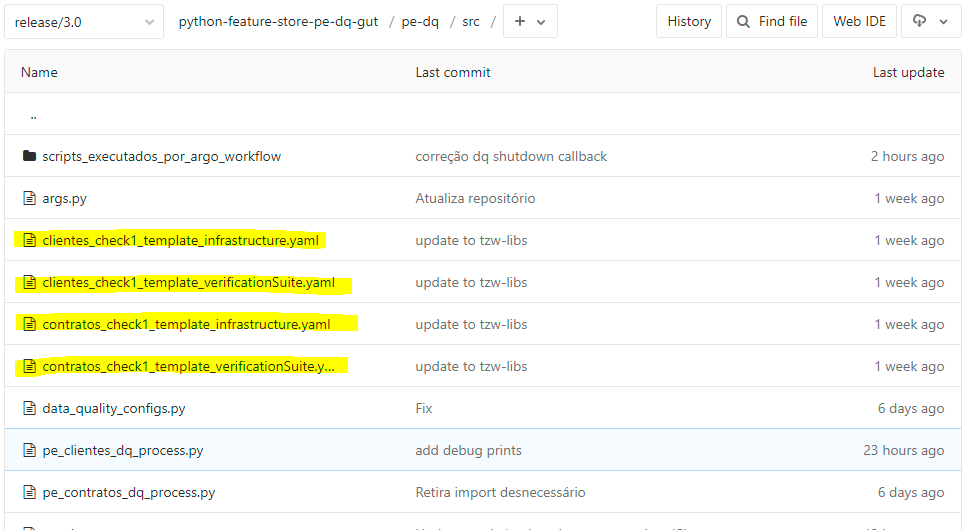 release/3.0 python-feature-store-pe-dq-gut / pe-dq / src / + History Find file Web IDE
Name Last commit Last update
..
scripts_executados_por_argo_workflow correção dq shutdown callback 2 hours ago
args.py Atualiza repositório 1 week ago
clientes_check1_template_infrastructure.yaml update to tzw-libs 1 week ago
clientes_check1_template_verificationSuite.yaml update to tzw-libs 1 week ago
contratos_check1_template_infrastructure.yaml update to tzw-libs 1 week ago
contratos_check1_template_verificationSuite.y... update to tzw-libs 1 week ago
data_quality_configs.py Fix 6 days ago
pe_clientes_dq_process.py add debug prints 23 hours ago
pe_contratos_dq_process.py Retira import desnecessário 6 days ago